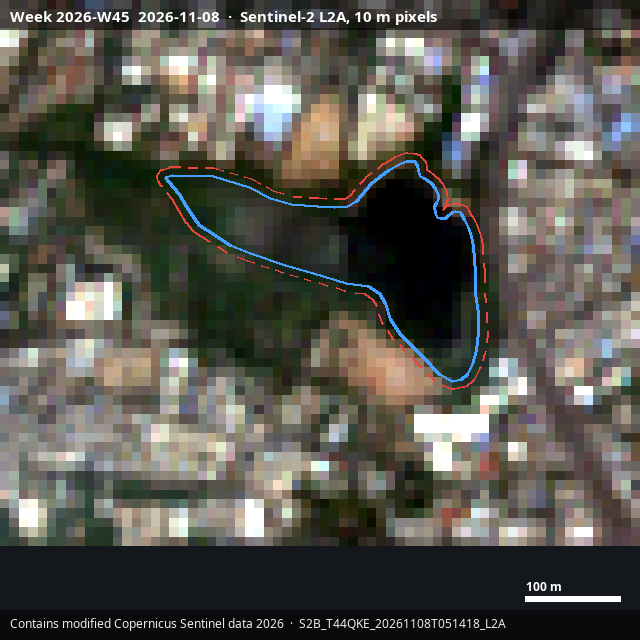 Week 2026-W45  2026-11-08  ·  Sentinel-2 L2A, 10 m pixels
100 m
Contains modified Copernicus Sentinel data 2026  ·  S2B_T44QKE_20261108T051418_L2A